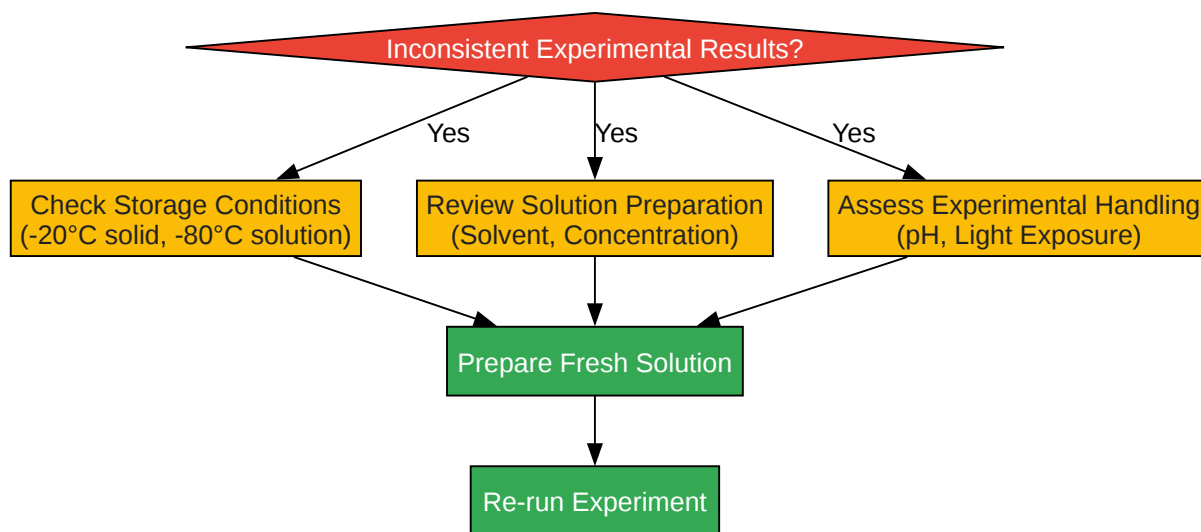 Inconsistent Experimental Results?
Yes
Yes
Yes
Check Storage Conditions
(-20°C solid, -80°C solution)
Review Solution Preparation
(Solvent, Concentration)
Assess Experimental Handling
(pH, Light Exposure)
Prepare Fresh Solution
Re-run Experiment